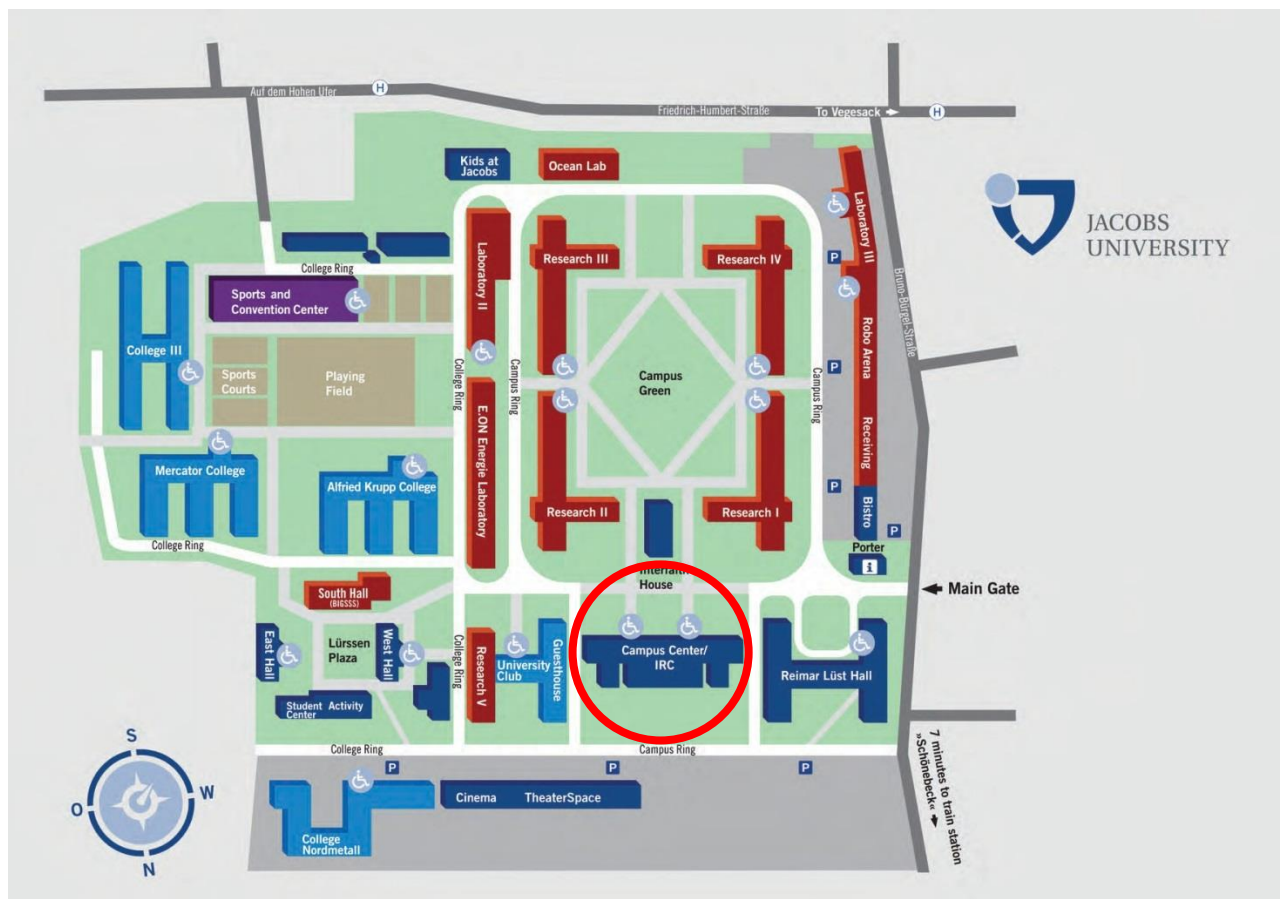 Auf dem Hohen Ufer
H
Friedrich-Humbert-Straße
To Vegesack
H
Kids at
Jacobs
Ocean Lab
JACOBS
UNIVERSITY
Laboratory III
Laboratory II
Research III
Research IV
P
College Ring
Sports and
Convention Center
Bruno-Bürgel-Straße
College III
Robo Arena
Sports
Courts
Playing
Field
College Ring
Campus Ring
Campus
Green
Campus Ring
P
E.ON Energie Laboratory
Receiving
Mercator College
Alfried Krupp College
P
Research II
Research I
Bistro
P
College Ring
Porter
i
House
Main Gate
South Hall
(BIGSSS)
East Hall
Lürssen
Plaza
West Hall
College Ring
Research V
University
Club
Guesthouse
Campus Center/
IRC
Reimar Lüst Hall
Student Activity
Center
College Ring
Campus Ring
7 minutes to train station
»Schönebeck«
P
P
P
S
W
O
N
Cinema
TheaterSpace
College
Nordmetall